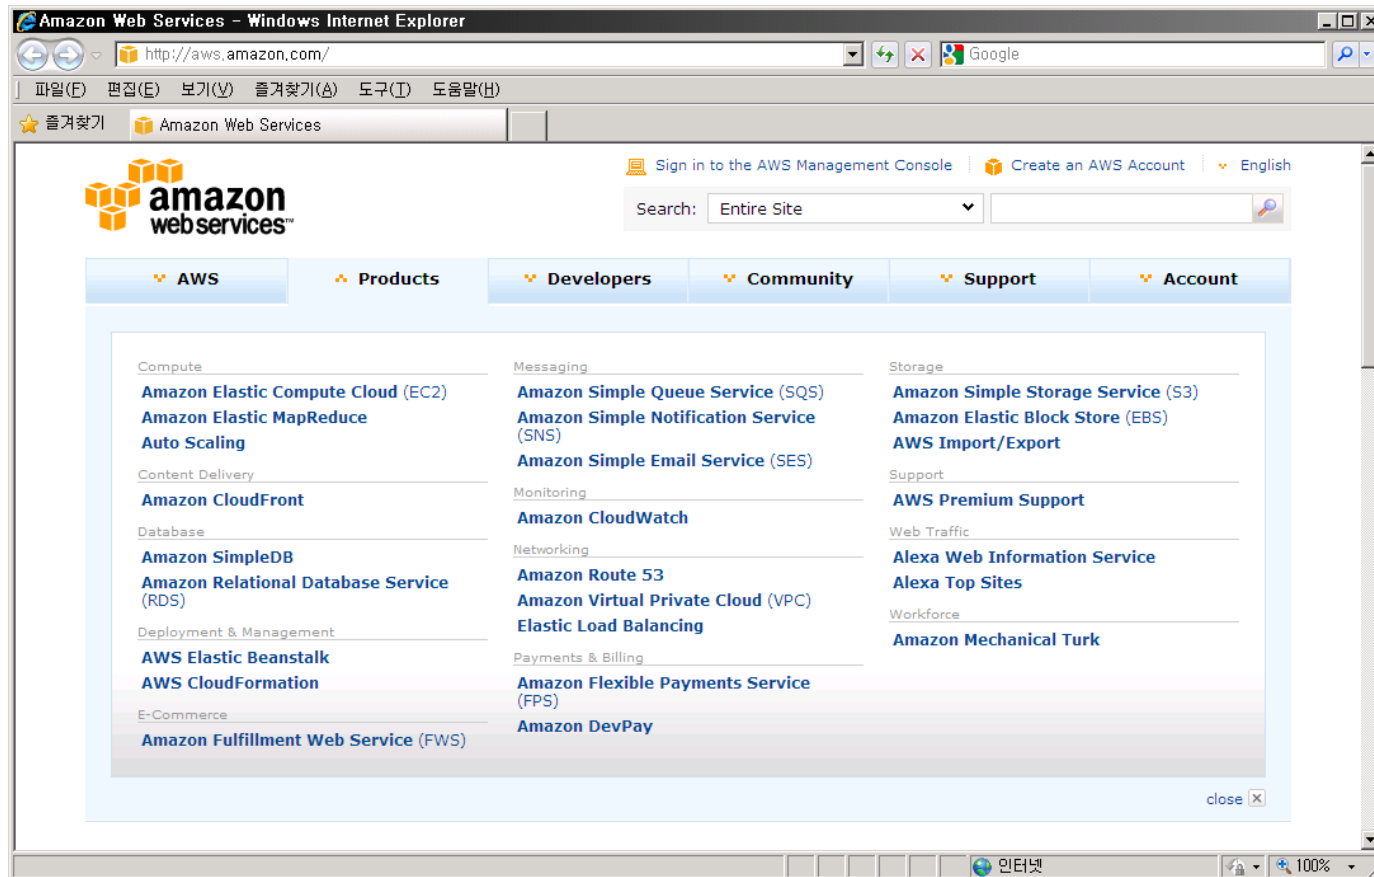 Amazon Web Services - Windows Internet Explorer
http://aws.amazon.com/
Google
파일(F) 편집(E) 보기(V) 즐겨찾기(A) 도구(T) 도움말(H)
즐겨찾기 Amazon Web Services
Sign in to the AWS Management Console Create an AWS Account English
amazon
webservices™
Search: Entire Site
AWS Products Developers Community Support Account
Compute
Amazon Elastic Compute Cloud (EC2)
Amazon Elastic MapReduce
Auto Scaling
Content Delivery
Amazon CloudFront
Database
Amazon SimpleDB
Amazon Relational Database Service
(RDS)
Deployment & Management
AWS Elastic Beanstalk
AWS CloudFormation
E-Commerce
Amazon Fulfillment Web Service (FWS)
Messaging
Amazon Simple Queue Service (SQS)
Amazon Simple Notification Service
(SNS)
Amazon Simple Email Service (SES)
Monitoring
Amazon CloudWatch
Networking
Amazon Route 53
Amazon Virtual Private Cloud (VPC)
Elastic Load Balancing
Payments & Billing
Amazon Flexible Payments Service
(FPS)
Amazon DevPay
Storage
Amazon Simple Storage Service (S3)
Amazon Elastic Block Store (EBS)
AWS Import/Export
Support
AWS Premium Support
Web Traffic
Alexa Web Information Service
Alexa Top Sites
Workforce
Amazon Mechanical Turk
close
인터넷 100%